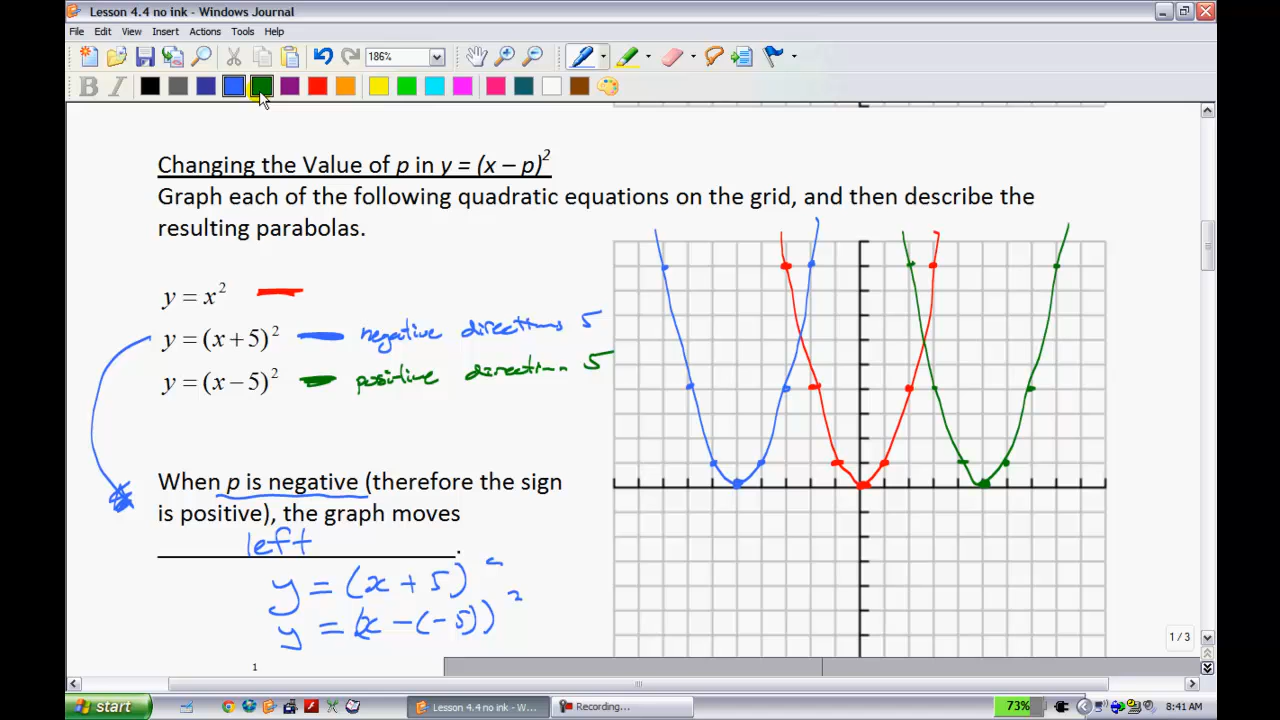 Lesson 4.4 no ink - Windows Journal
File Edit View Insert Actions Tools Help
186%
B I
Changing the Value of p in y = (x – p)²
Graph each of the following quadratic equations on the grid, and then describe the
resulting parabolas.
y = x²
y = (x + 5)² negative directions 5
y = (x − 5)² positive direction 5
When p is negative (therefore the sign
is positive), the graph moves
left.
y = (x + 5)²
y = (x - (-5))²
1
1 / 3
start Lesson 4.4 no ink - W... Recording... 73% 8:41 AM